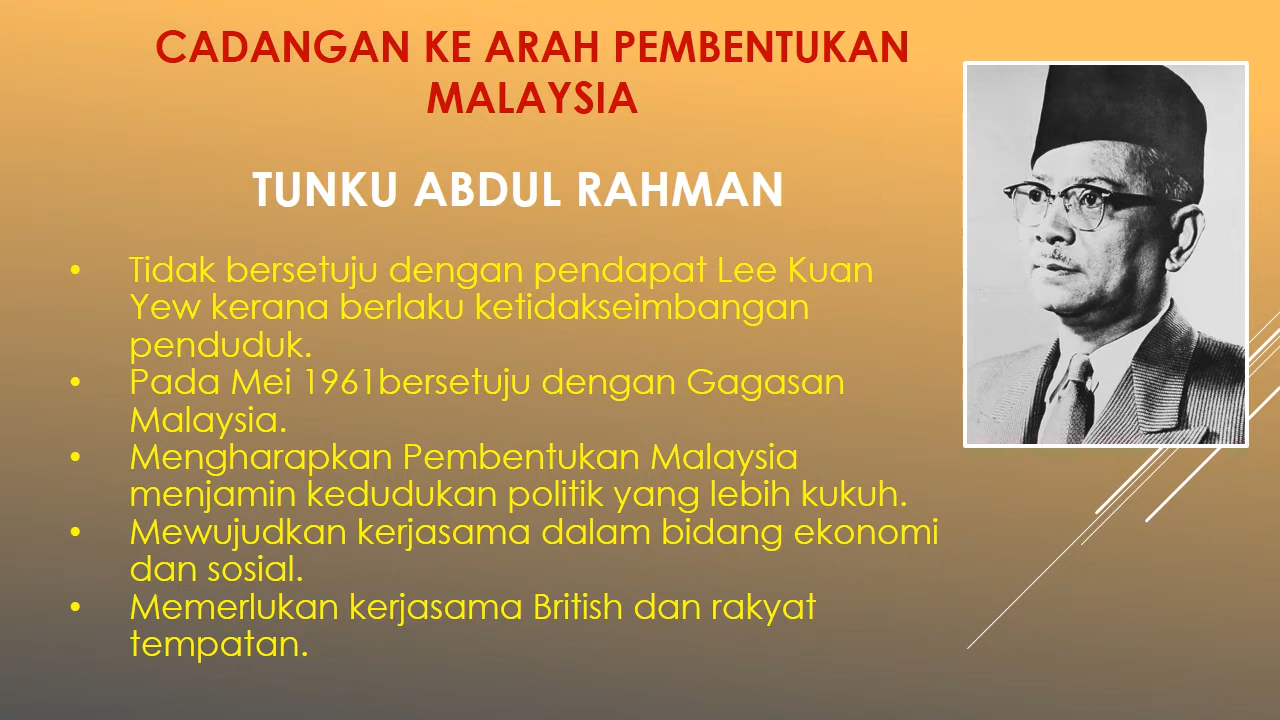 CADANGAN KE ARAH PEMBENTUKAN
MALAYSIA
TUNKU ABDUL RAHMAN
• Tidak bersetuju dengan pendapat Lee Kuan
Yew kerana berlaku ketidakseimbangan
penduduk.
• Pada Mei 1961bersetuju dengan Gagasan
Malaysia.
• Mengharapkan Pembentukan Malaysia
menjamin kedudukan politik yang lebih kukuh.
• Mewujudkan kerjasama dalam bidang ekonomi
dan sosial.
• Memerlukan kerjasama British dan rakyat
tempatan.